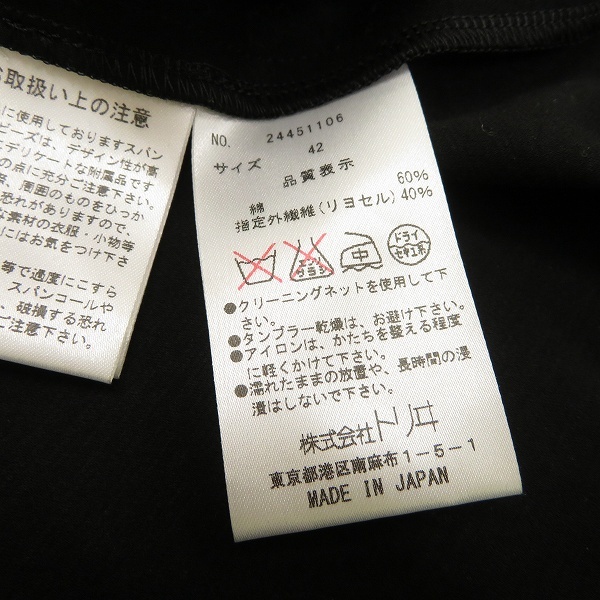 取扱い上の注意
に使用しておりますスパン
ビーズは、デザイン性が高
デリケートな附属品です
の点に充分ご注意下さい。
周囲のものをひっか
恐れがありますので、
な素材の衣服・小物等
にはお気をつけ下さ
等で過度にこすら
スパンコールや
、破損する恐れ
ご注意下さい。
NO. 24451106
サイズ 42
品質表示
綿 60%
指定外繊維(リヨセル) 40%
エンソ
サラシ
中
ドライ
セキユ系
●クリーニングネットを使用して下
さい。
●タンブラー乾燥は、お避け下さい。
●アイロンは、かたちを整える程度
に軽くかけて下さい。
●濡れたままの放置や、長時間の浸
漬はしないで下さい。
株式会社トリヰ
東京都港区南麻布1-5-1
MADE IN JAPAN